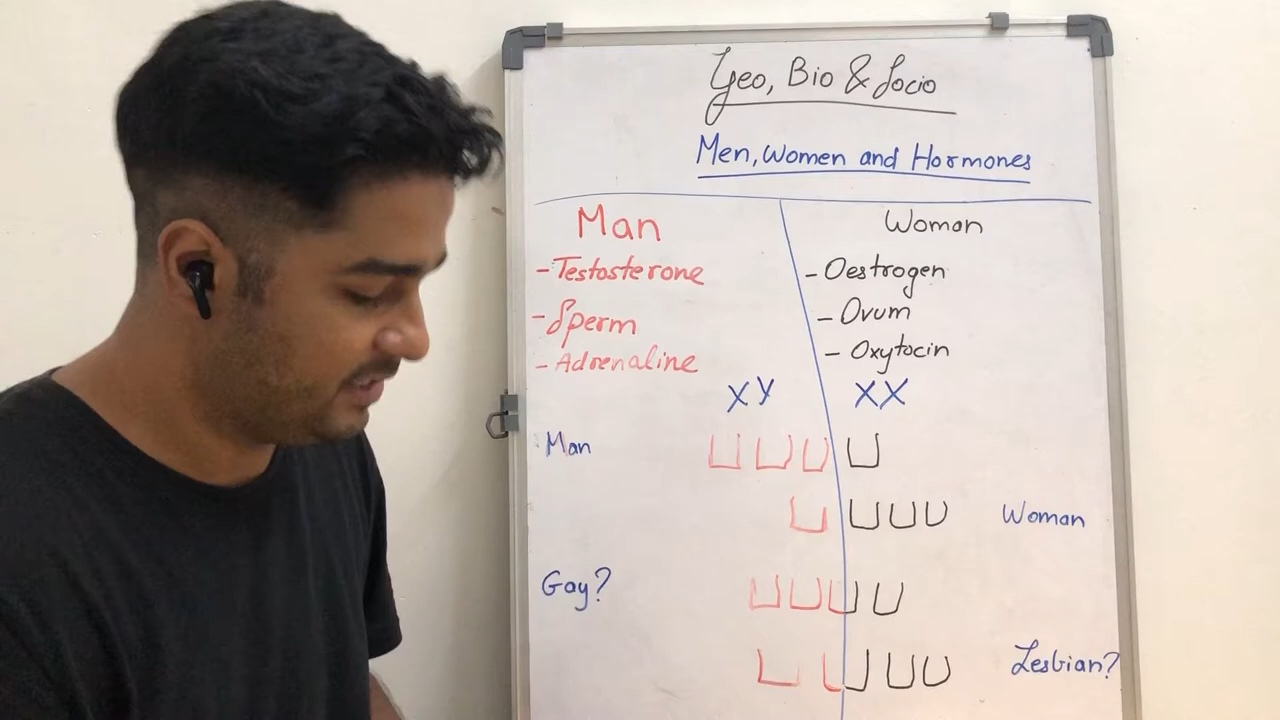 Geo, Bio & Socio
Men, Women and Hormones
Man
Woman
- Testosterone
- Oestrogen
- Sperm
- Ovum
- Adrenaline
- Oxytocin
XY
XX
Man
Woman
Gay?
Lesbian?